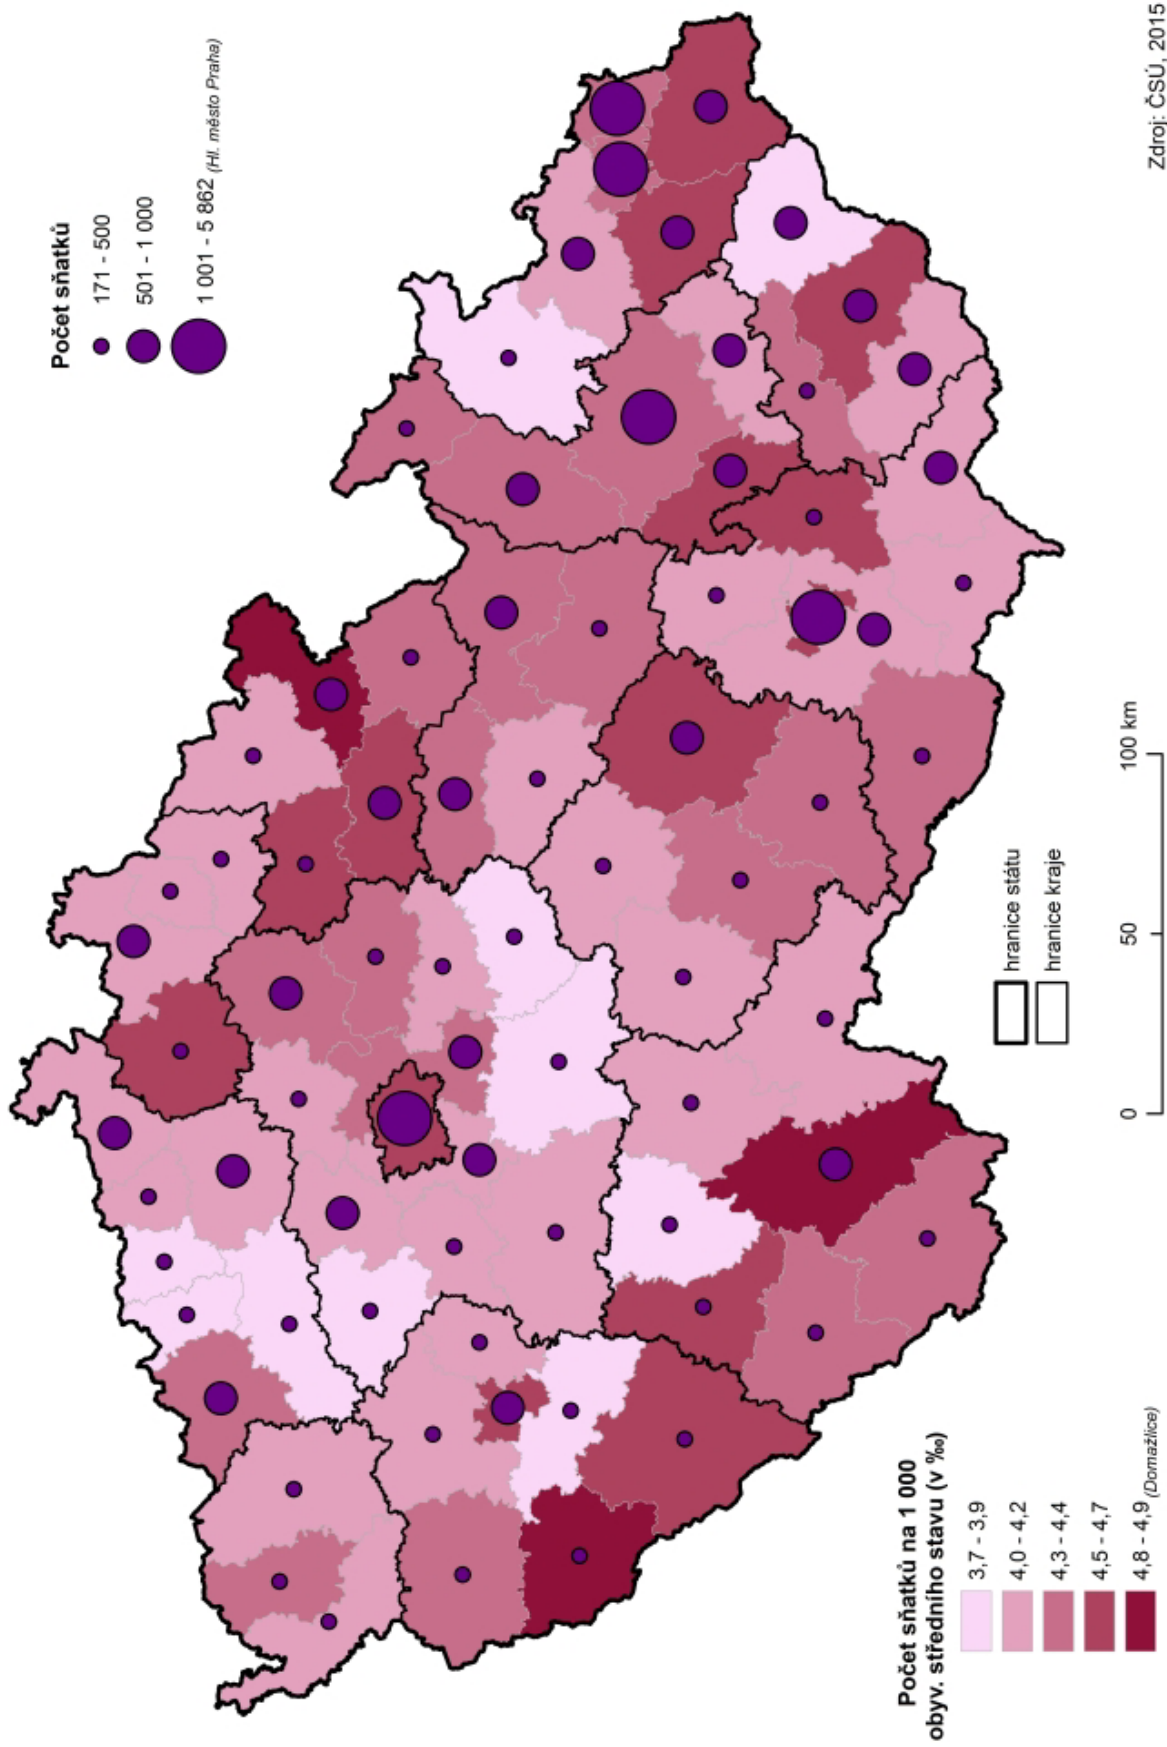 Počet sňatků
171 - 500
501 - 1 000
1 001 - 5 862 (Hl. město Praha)
Počet sňatků na 1 000
obyv. středního stavu (v ‰)
3,7 - 3,9
4,0 - 4,2
4,3 - 4,4
4,5 - 4,7
4,8 - 4,9 (Domažlice)
hranice státu
hranice kraje
0 50 100 km
Zdroj: ČSÚ, 2015